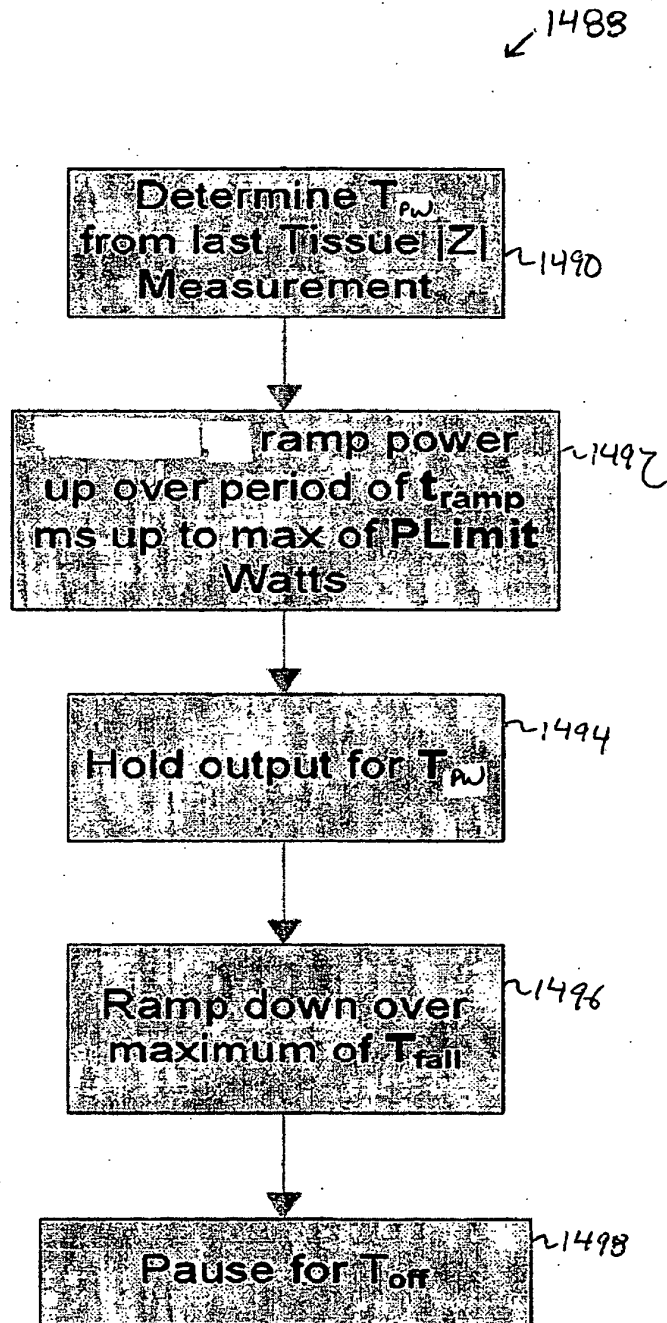 1488
Determine T_PW
from last Tissue |Z|
Measurement
1490
ramp power
up over period of t_ramp
ms up to max of PLimit
Watts
1492
Hold output for T_PW
1494
Ramp down over
maximum of T_fall
1496
Pause for T_off
1498